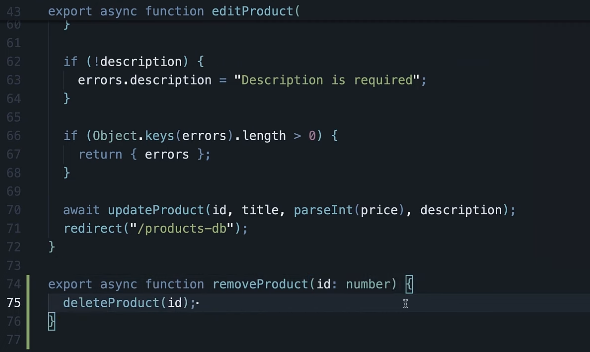 43 export async function editProduct(
60 }
61
62 if (!description) {
63 errors.description = "Description is required";
64 }
65
66 if (Object.keys(errors).length > 0) {
67 return { errors };
68 }
69
70 await updateProduct(id, title, parseInt(price), description);
71 redirect("/products-db");
72 }
73
74 export async function removeProduct(id: number) {
75 deleteProduct(id);
76 }
77